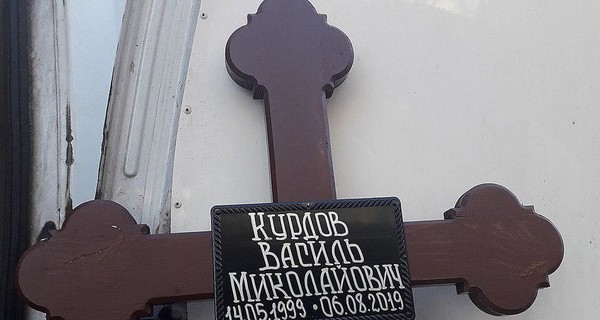 КУРДОВ
ВАСИЛЬ
МИКОЛАЙОВИЧ
14.05.1999 • 06.08.2019